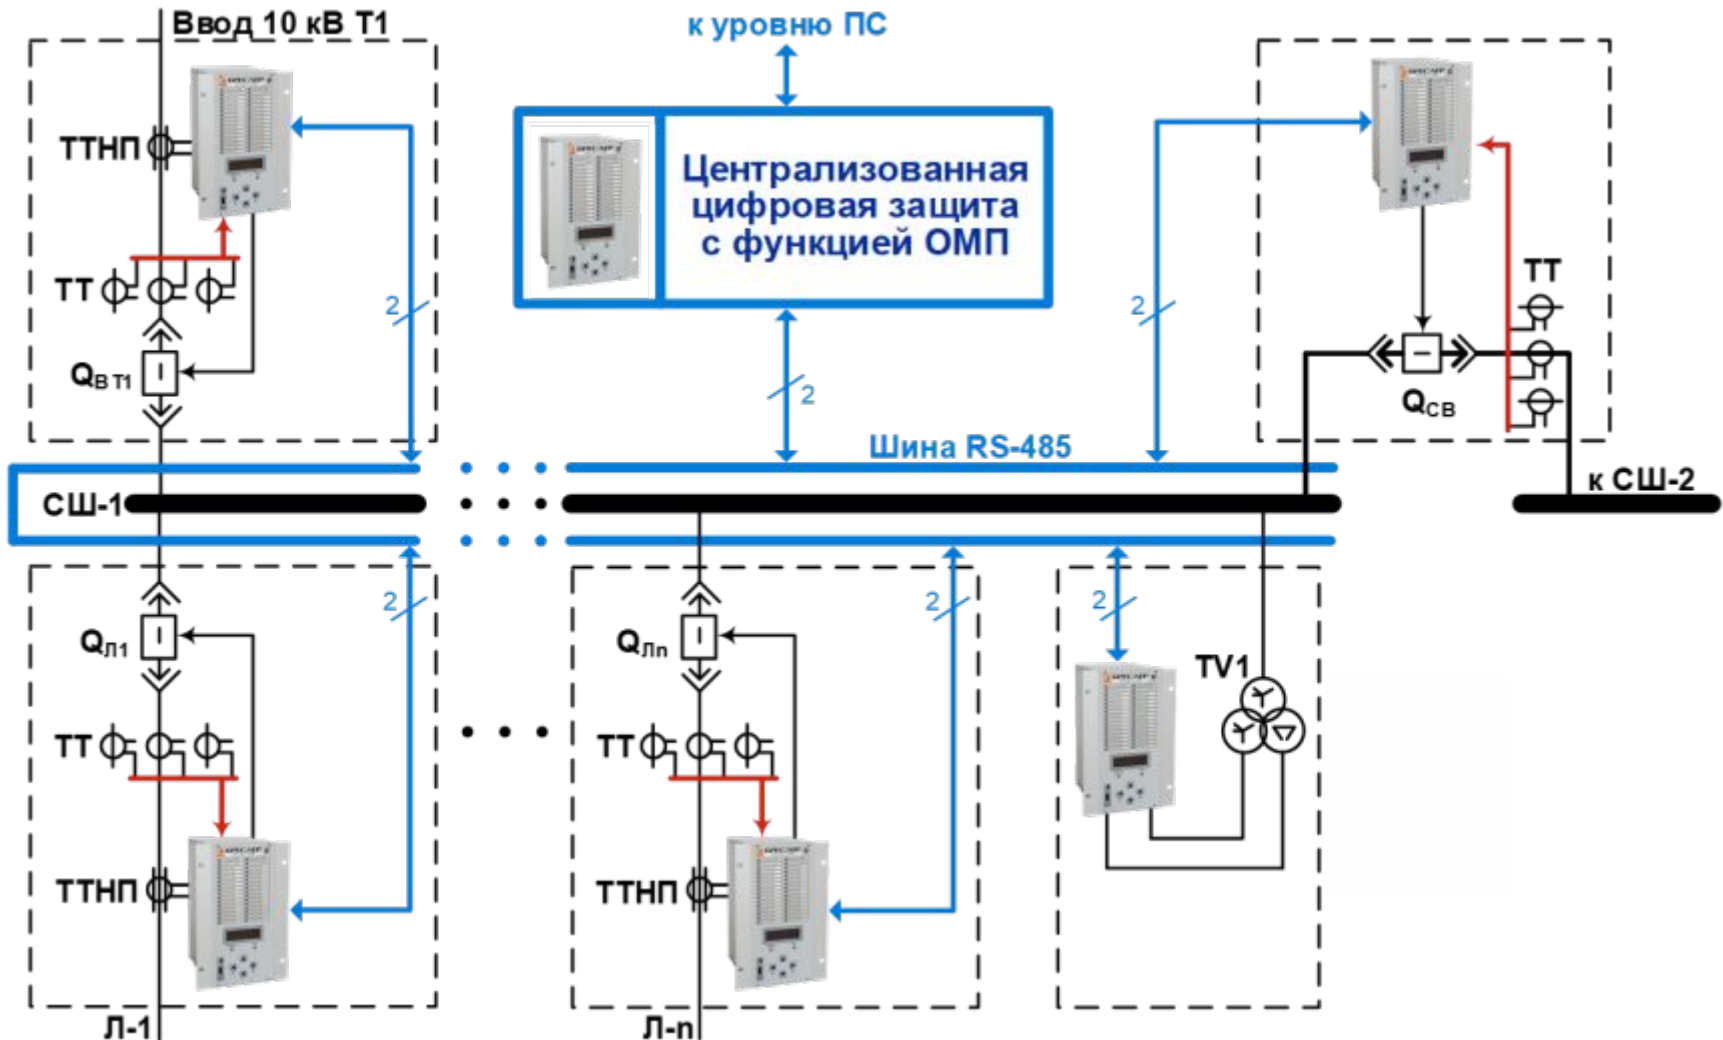 Ввод 10 кВ Т1
к уровню ПС
ТТНП
Централизованная
цифровая защита
с функцией ОМП
ТТ
ТТ
2
2
2
QВ Т1
QСВ
Шина RS-485
к СШ-2
СШ-1
2
2
2
QЛ1
QЛn
TV1
ТТ
ТТ
ТТНП
ТТНП
Л-1
Л-n